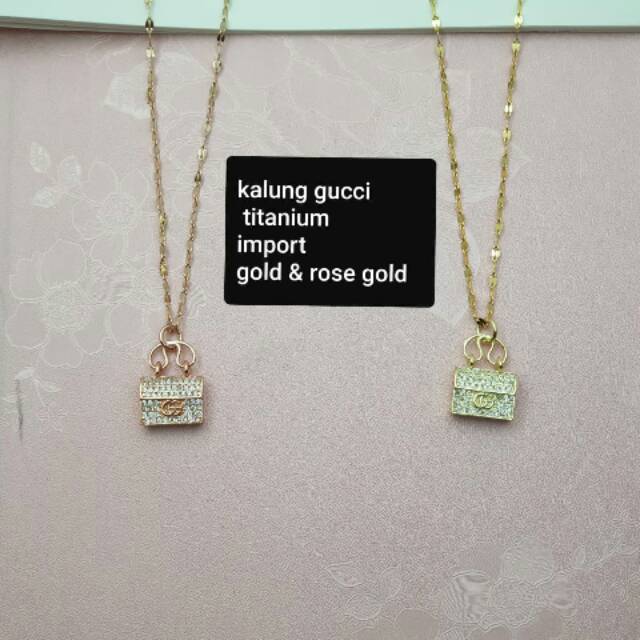 kalung gucci
titanium
import
gold & rose gold